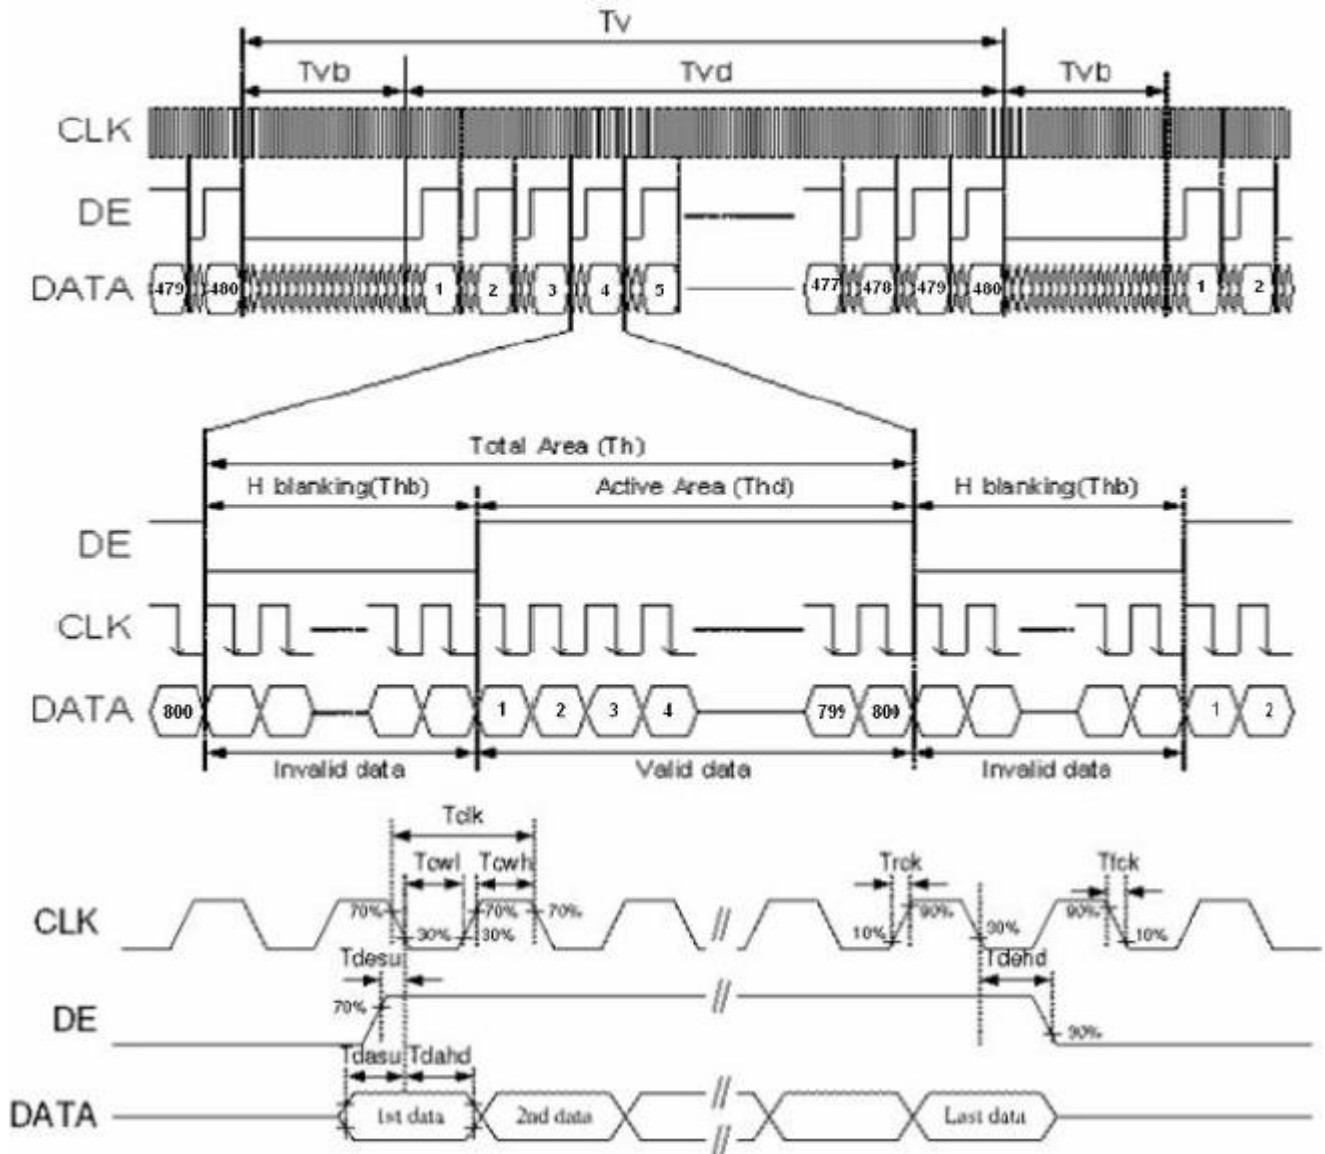 Tv
Tvb Tvd Tvb
CLK
DE
DATA 479 480 1 2 3 4 5 477 478 479 480 1 2
Total Area (Th)
H blanking(Thb) Active Area (Thd) H blanking(Thb)
DE
CLK
DATA 800 1 2 3 4 799 800 1 2
Invalid data Valid data Invalid data
Tclk
Tcwl Tcwh Trck Tfck
CLK 70% 70% 70% 90% 90%
30% 30% 10% 30% 10%
Tdesu Tdehd
70%
DE 30%
Tdasu Tdahd
DATA 1st data 2nd data Last data